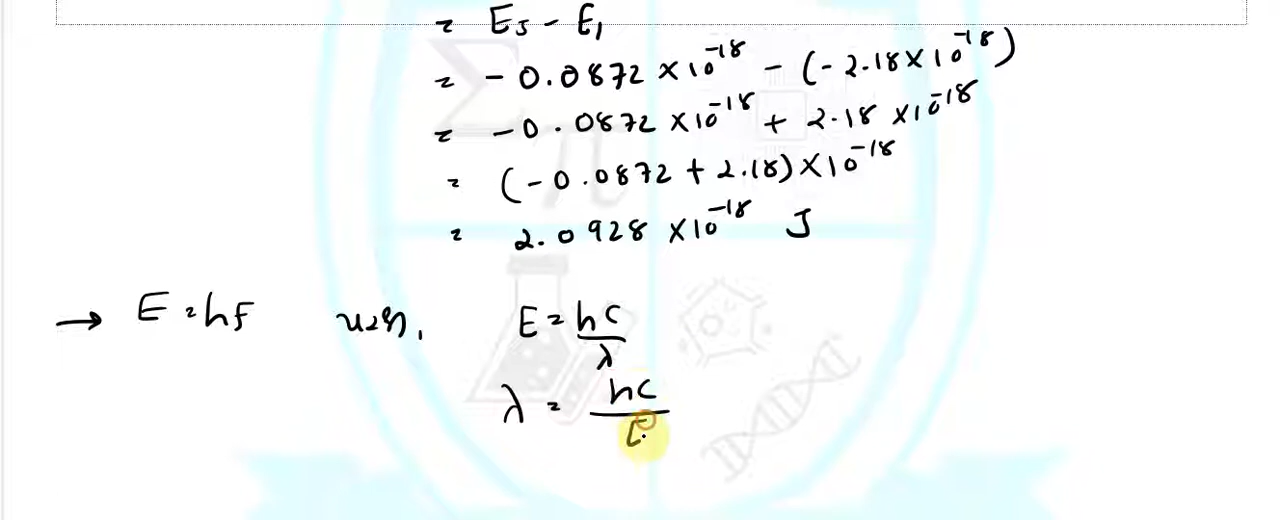 = E5 - E1
= - 0.0872 × 10^-18 - (- 2.18 × 10^-18)
= - 0.0872 × 10^-18 + 2.18 × 10^-18
= (- 0.0872 + 2.18) × 10^-18
= 2.0928 × 10^-18 J
→ E = hf E = hc/λ
λ = hc/E